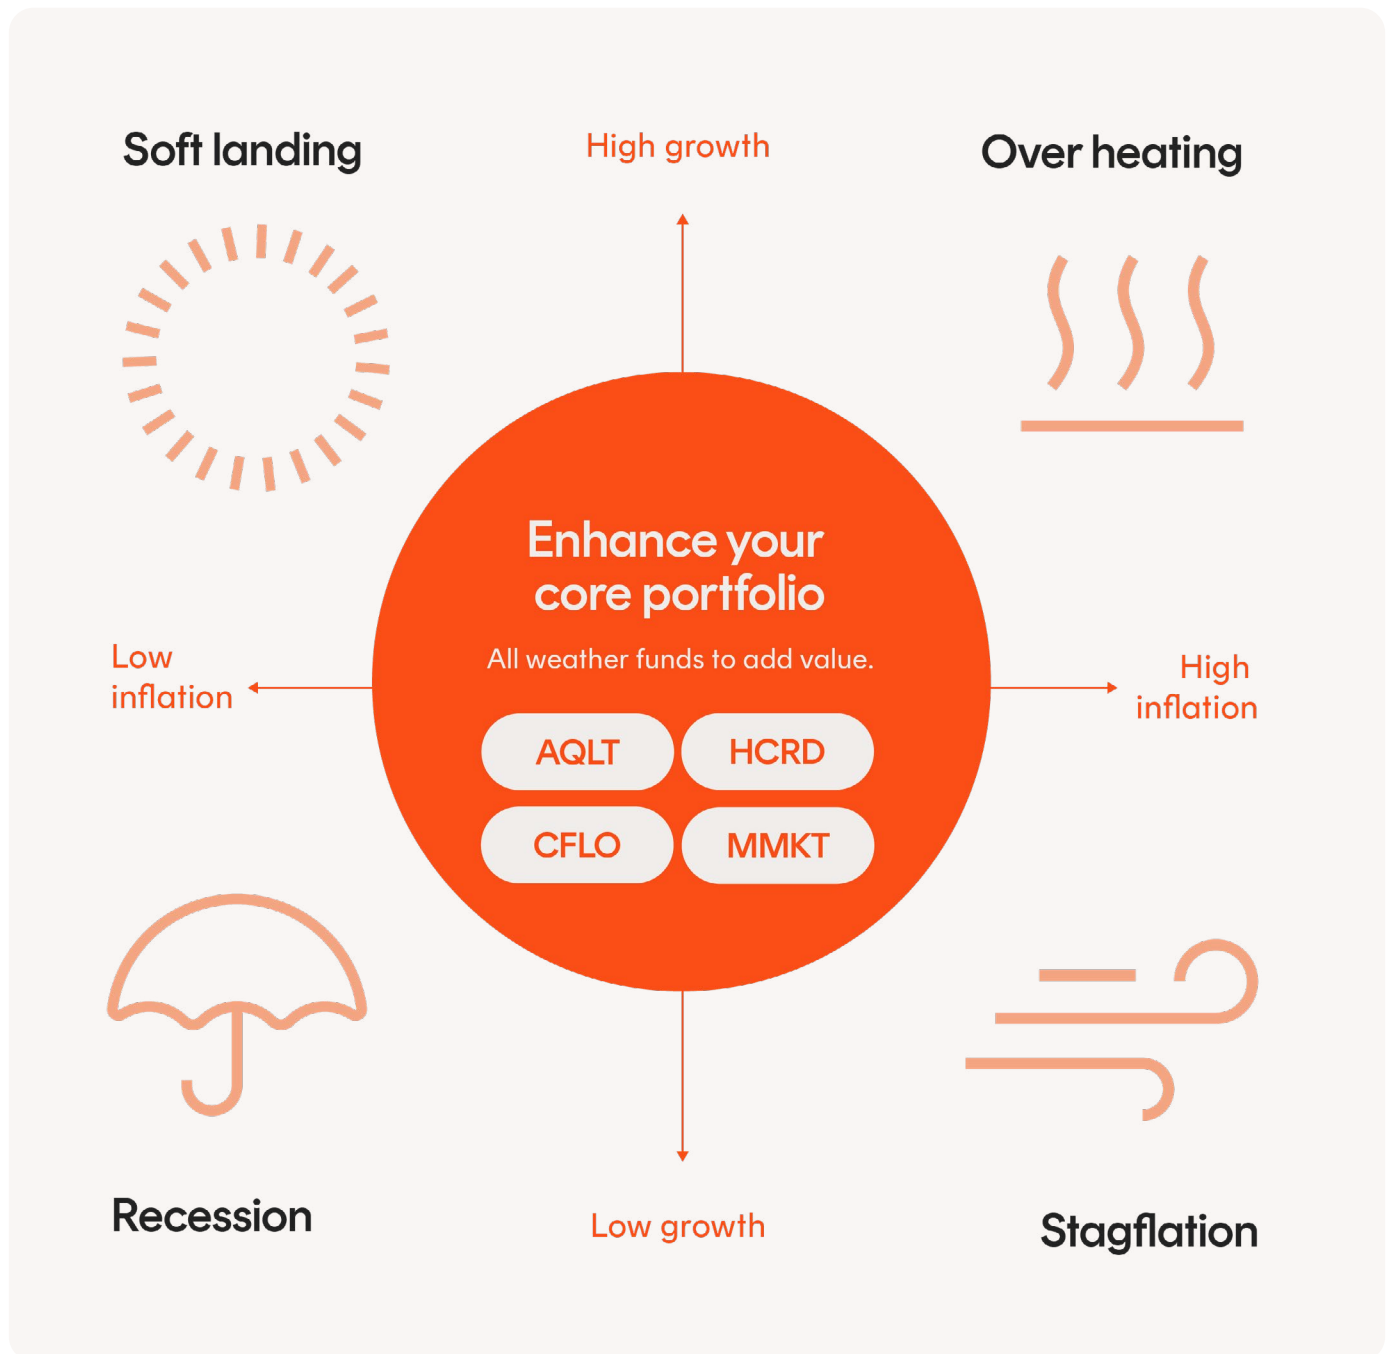 Soft landing
High growth
Over heating
Enhance your
core portfolio
All weather funds to add value.
Low
inflation
High
inflation
AQLT
HCRD
CFLO
MMKT
Recession
Low growth
Stagflation